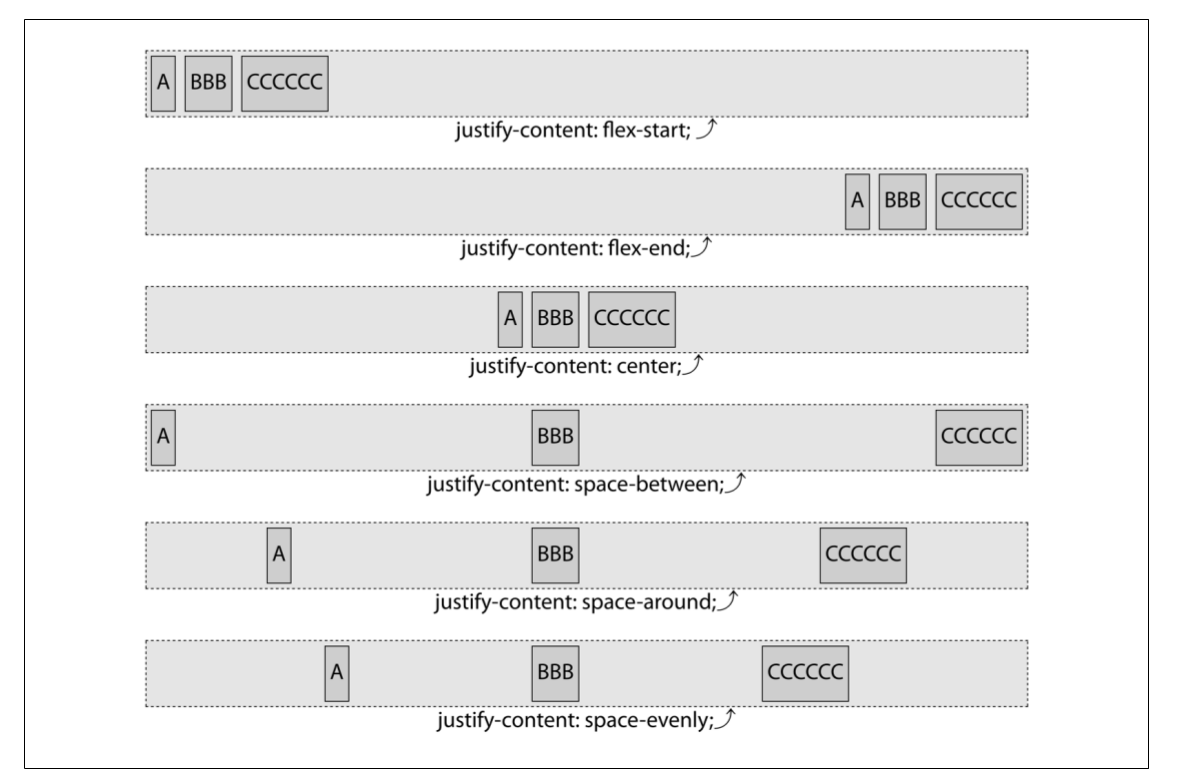 A BBB CCCCCC
justify-content: flex-start;
A BBB CCCCCC
justify-content: flex-end;
A BBB CCCCCC
justify-content: center;
A BBB CCCCCC
justify-content: space-between;
A BBB CCCCCC
justify-content: space-around;
A BBB CCCCCC
justify-content: space-evenly;